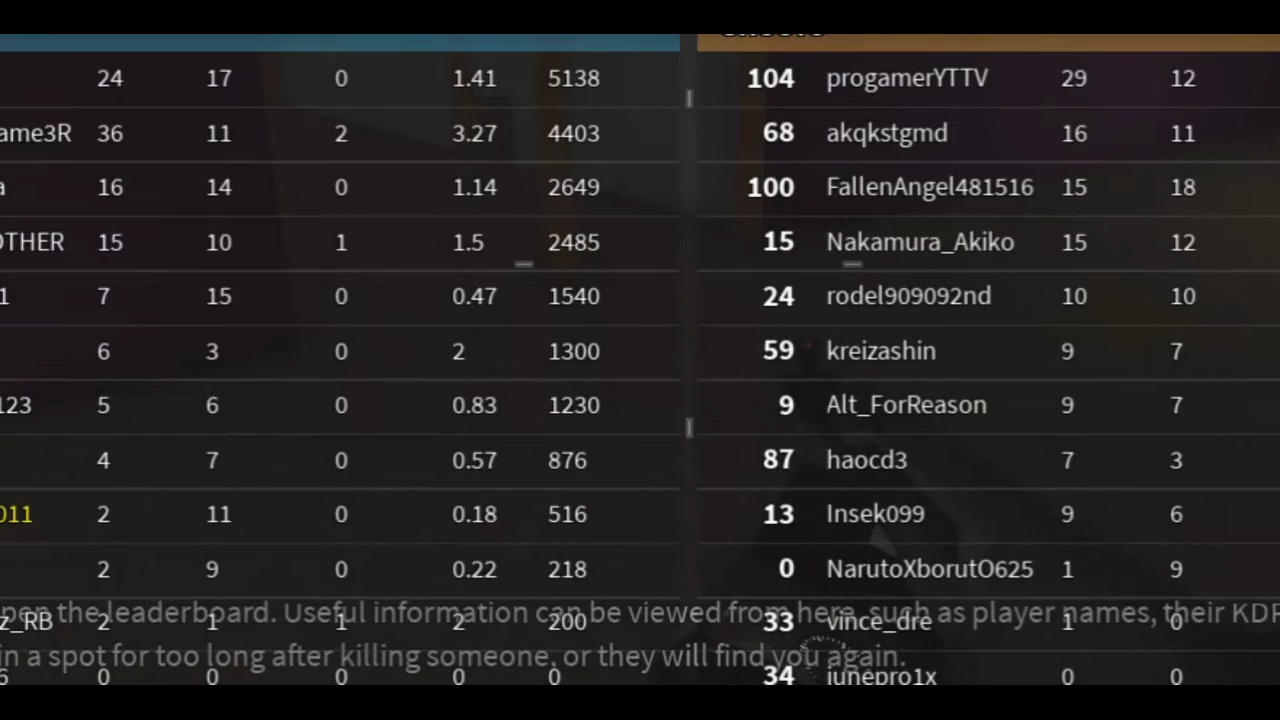 24 17 0 1.41 5138 104 progamerYTTV 29 12
ame3R 36 11 2 3.27 4403 68 akqkstgmd 16 11
a 16 14 0 1.14 2649 100 FallenAngel481516 15 18
OTHER 15 10 1 1.5 2485 15 Nakamura_Akiko 15 12
1 7 15 0 0.47 1540 24 rodel909092nd 10 10
6 3 0 2 1300 59 kreizashin 9 7
123 5 6 0 0.83 1230 9 Alt_ForReason 9 7
4 7 0 0.57 876 87 haocd3 7 3
011 2 11 0 0.18 516 13 Insek099 9 6
2 9 0 0.22 218 0 NarutoXborutO625 1 9
pen the leaderboard. Useful information can be viewed from here, such as player names, their KDR
z_RB 2 1 1 2 200 33 vince_dre 1 0
in a spot for too long after killing someone, or they will find you again.
6 0 0 0 0 0 34 junepro1x 0 0